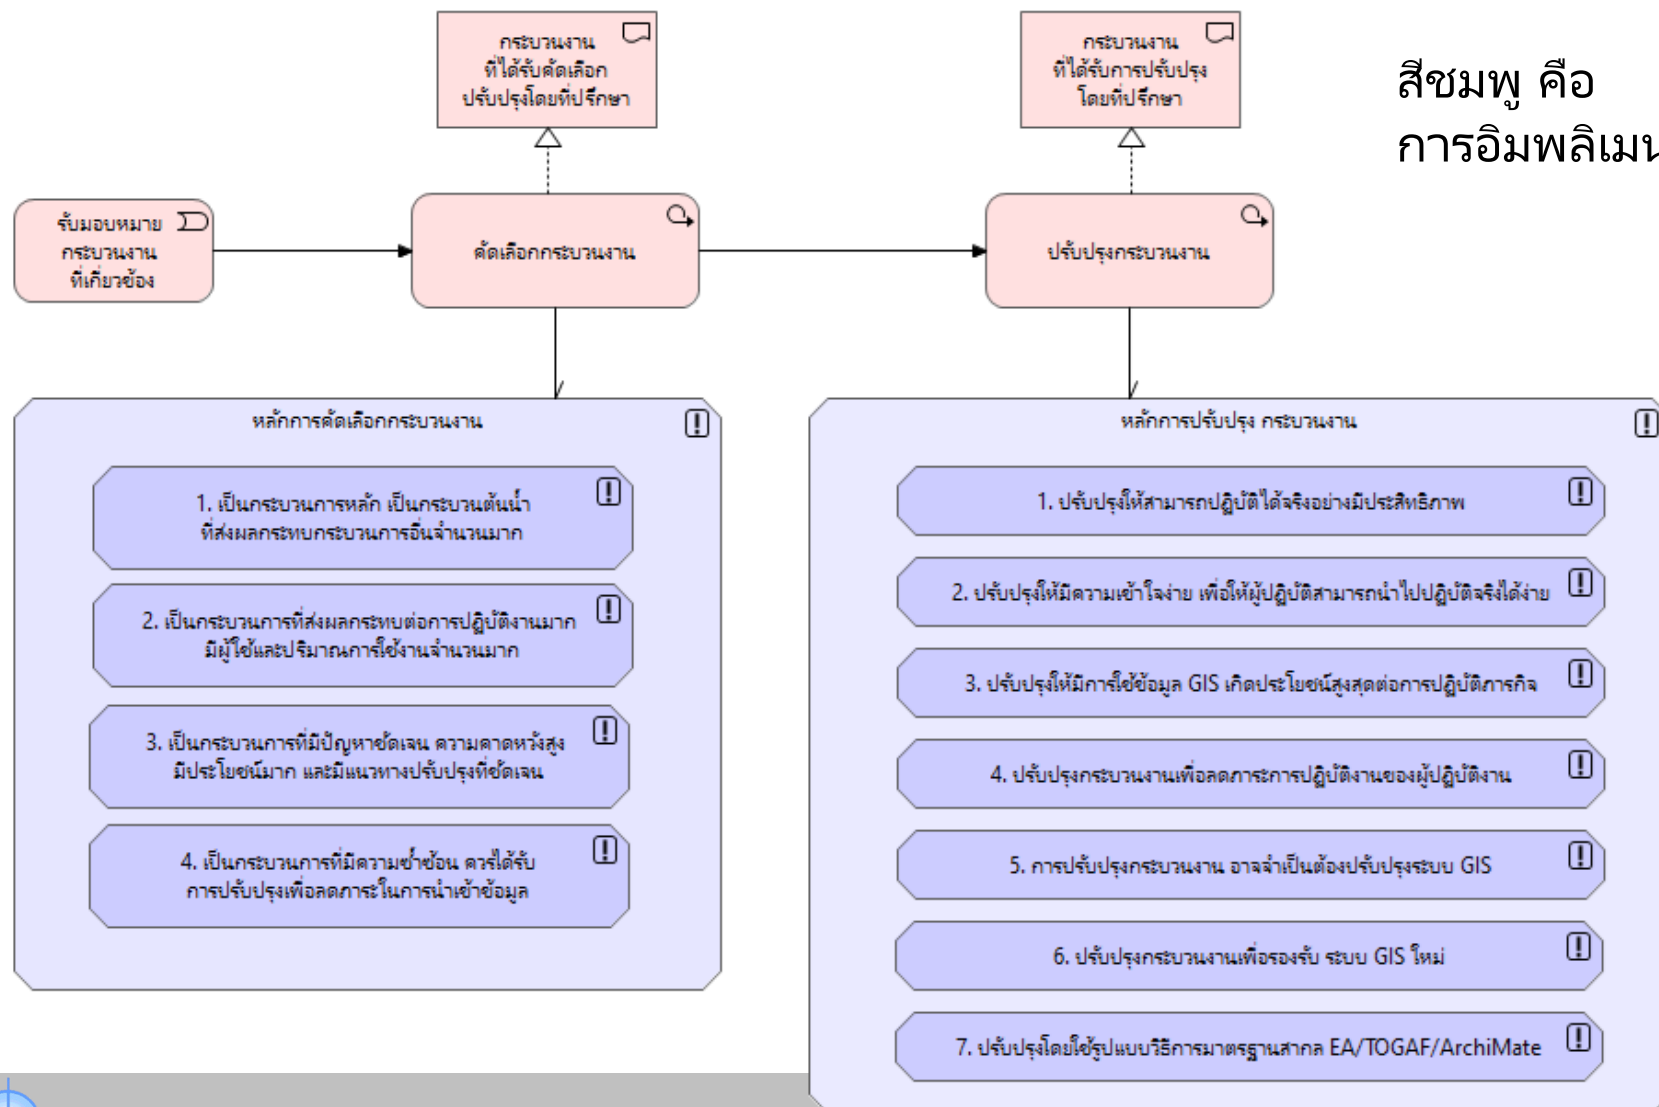 กระบวนงาน
ที่ได้รับคัดเลือก
ปรับปรุงโดยที่ปรึกษา
กระบวนงาน
ที่ได้รับการปรับปรุง
โดยที่ปรึกษา
สีชมพู คือ
การอิมพลิเมน
รับมอบหมาย
กระบวนงาน
ที่เกี่ยวข้อง
คัดเลือกกระบวนงาน
ปรับปรุงกระบวนงาน
หลักการคัดเลือกกระบวนงาน
1. เป็นกระบวนการหลัก เป็นกระบวนต้นน้ำ
ที่ส่งผลกระทบกระบวนการอื่นจำนวนมาก
2. เป็นกระบวนการที่ส่งผลกระทบต่อการปฏิบัติงานมาก
มีผู้ใช้และปริมาณการใช้งานจำนวนมาก
3. เป็นกระบวนการที่มีปัญหาชัดเจน ความคาดหวังสูง
มีประโยชน์มาก และมีแนวทางปรับปรุงที่ชัดเจน
4. เป็นกระบวนการที่มีความซ้ำซ้อน ควรได้รับ
การปรับปรุงเพื่อลดภาระในการนำเข้าข้อมูล
หลักการปรับปรุง กระบวนงาน
1. ปรับปรุงให้สามารถปฏิบัติได้จริงอย่างมีประสิทธิภาพ
2. ปรับปรุงให้มีความเข้าใจง่าย เพื่อให้ผู้ปฏิบัติสามารถนำไปปฏิบัติจริงได้ง่าย
3. ปรับปรุงให้มีการใช้ข้อมูล GIS เกิดประโยชน์สูงสุดต่อการปฏิบัติภารกิจ
4. ปรับปรุงกระบวนงานเพื่อลดภาระการปฏิบัติงานของผู้ปฏิบัติงาน
5. การปรับปรุงกระบวนงาน อาจจำเป็นต้องปรับปรุงระบบ GIS
6. ปรับปรุงกระบวนงานเพื่อรองรับ ระบบ GIS ใหม่
7. ปรับปรุงโดยใช้รูปแบบวิธีการมาตรฐานสากล EA/TOGAF/ArchiMate